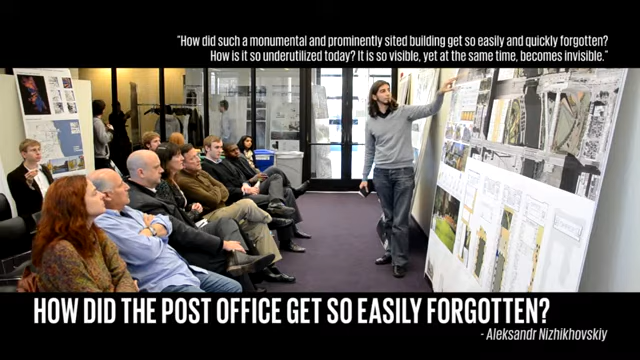 "How did such a monumental and prominently sited building get so easily and quickly forgotten?
How is it so underutilized today? It is so visible, yet at the same time, becomes invisible."
HOW DID THE POST OFFICE GET SO EASILY FORGOTTEN?
- Aleksandr Nizhikhovskiy